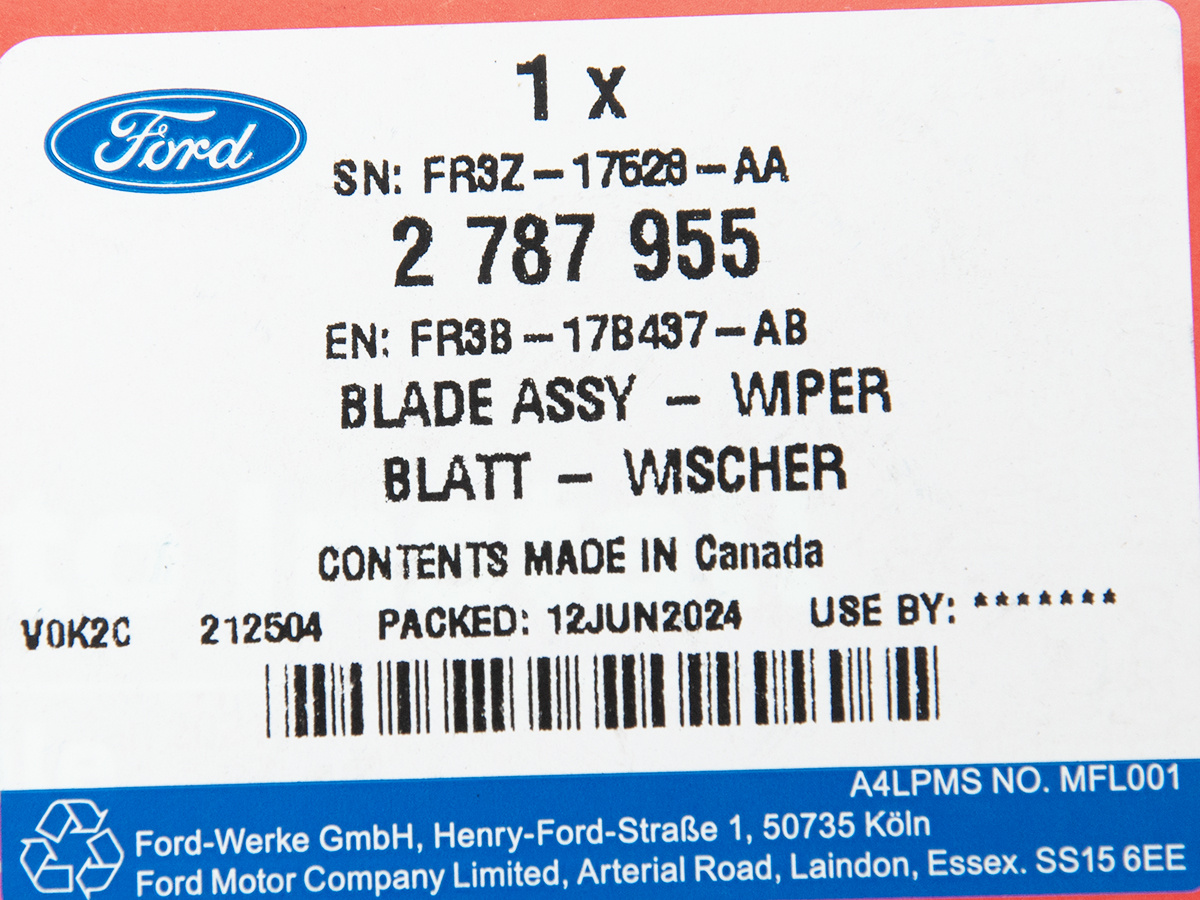 1 x
Ford
SN: FR3Z-17528-AA
2 787 955
EN: FR3B-17B437-AB
BLADE ASSY - WIPER
BLATT - WISCHER
CONTENTS MADE IN Canada
V0K2C 212504 PACKED: 12JUN2024 USE BY: *******
A4LPMS NO. MFL001
Ford-Werke GmbH, Henry-Ford-Straße 1, 50735 Köln
Ford Motor Company Limited, Arterial Road, Laindon, Essex. SS15 6EE